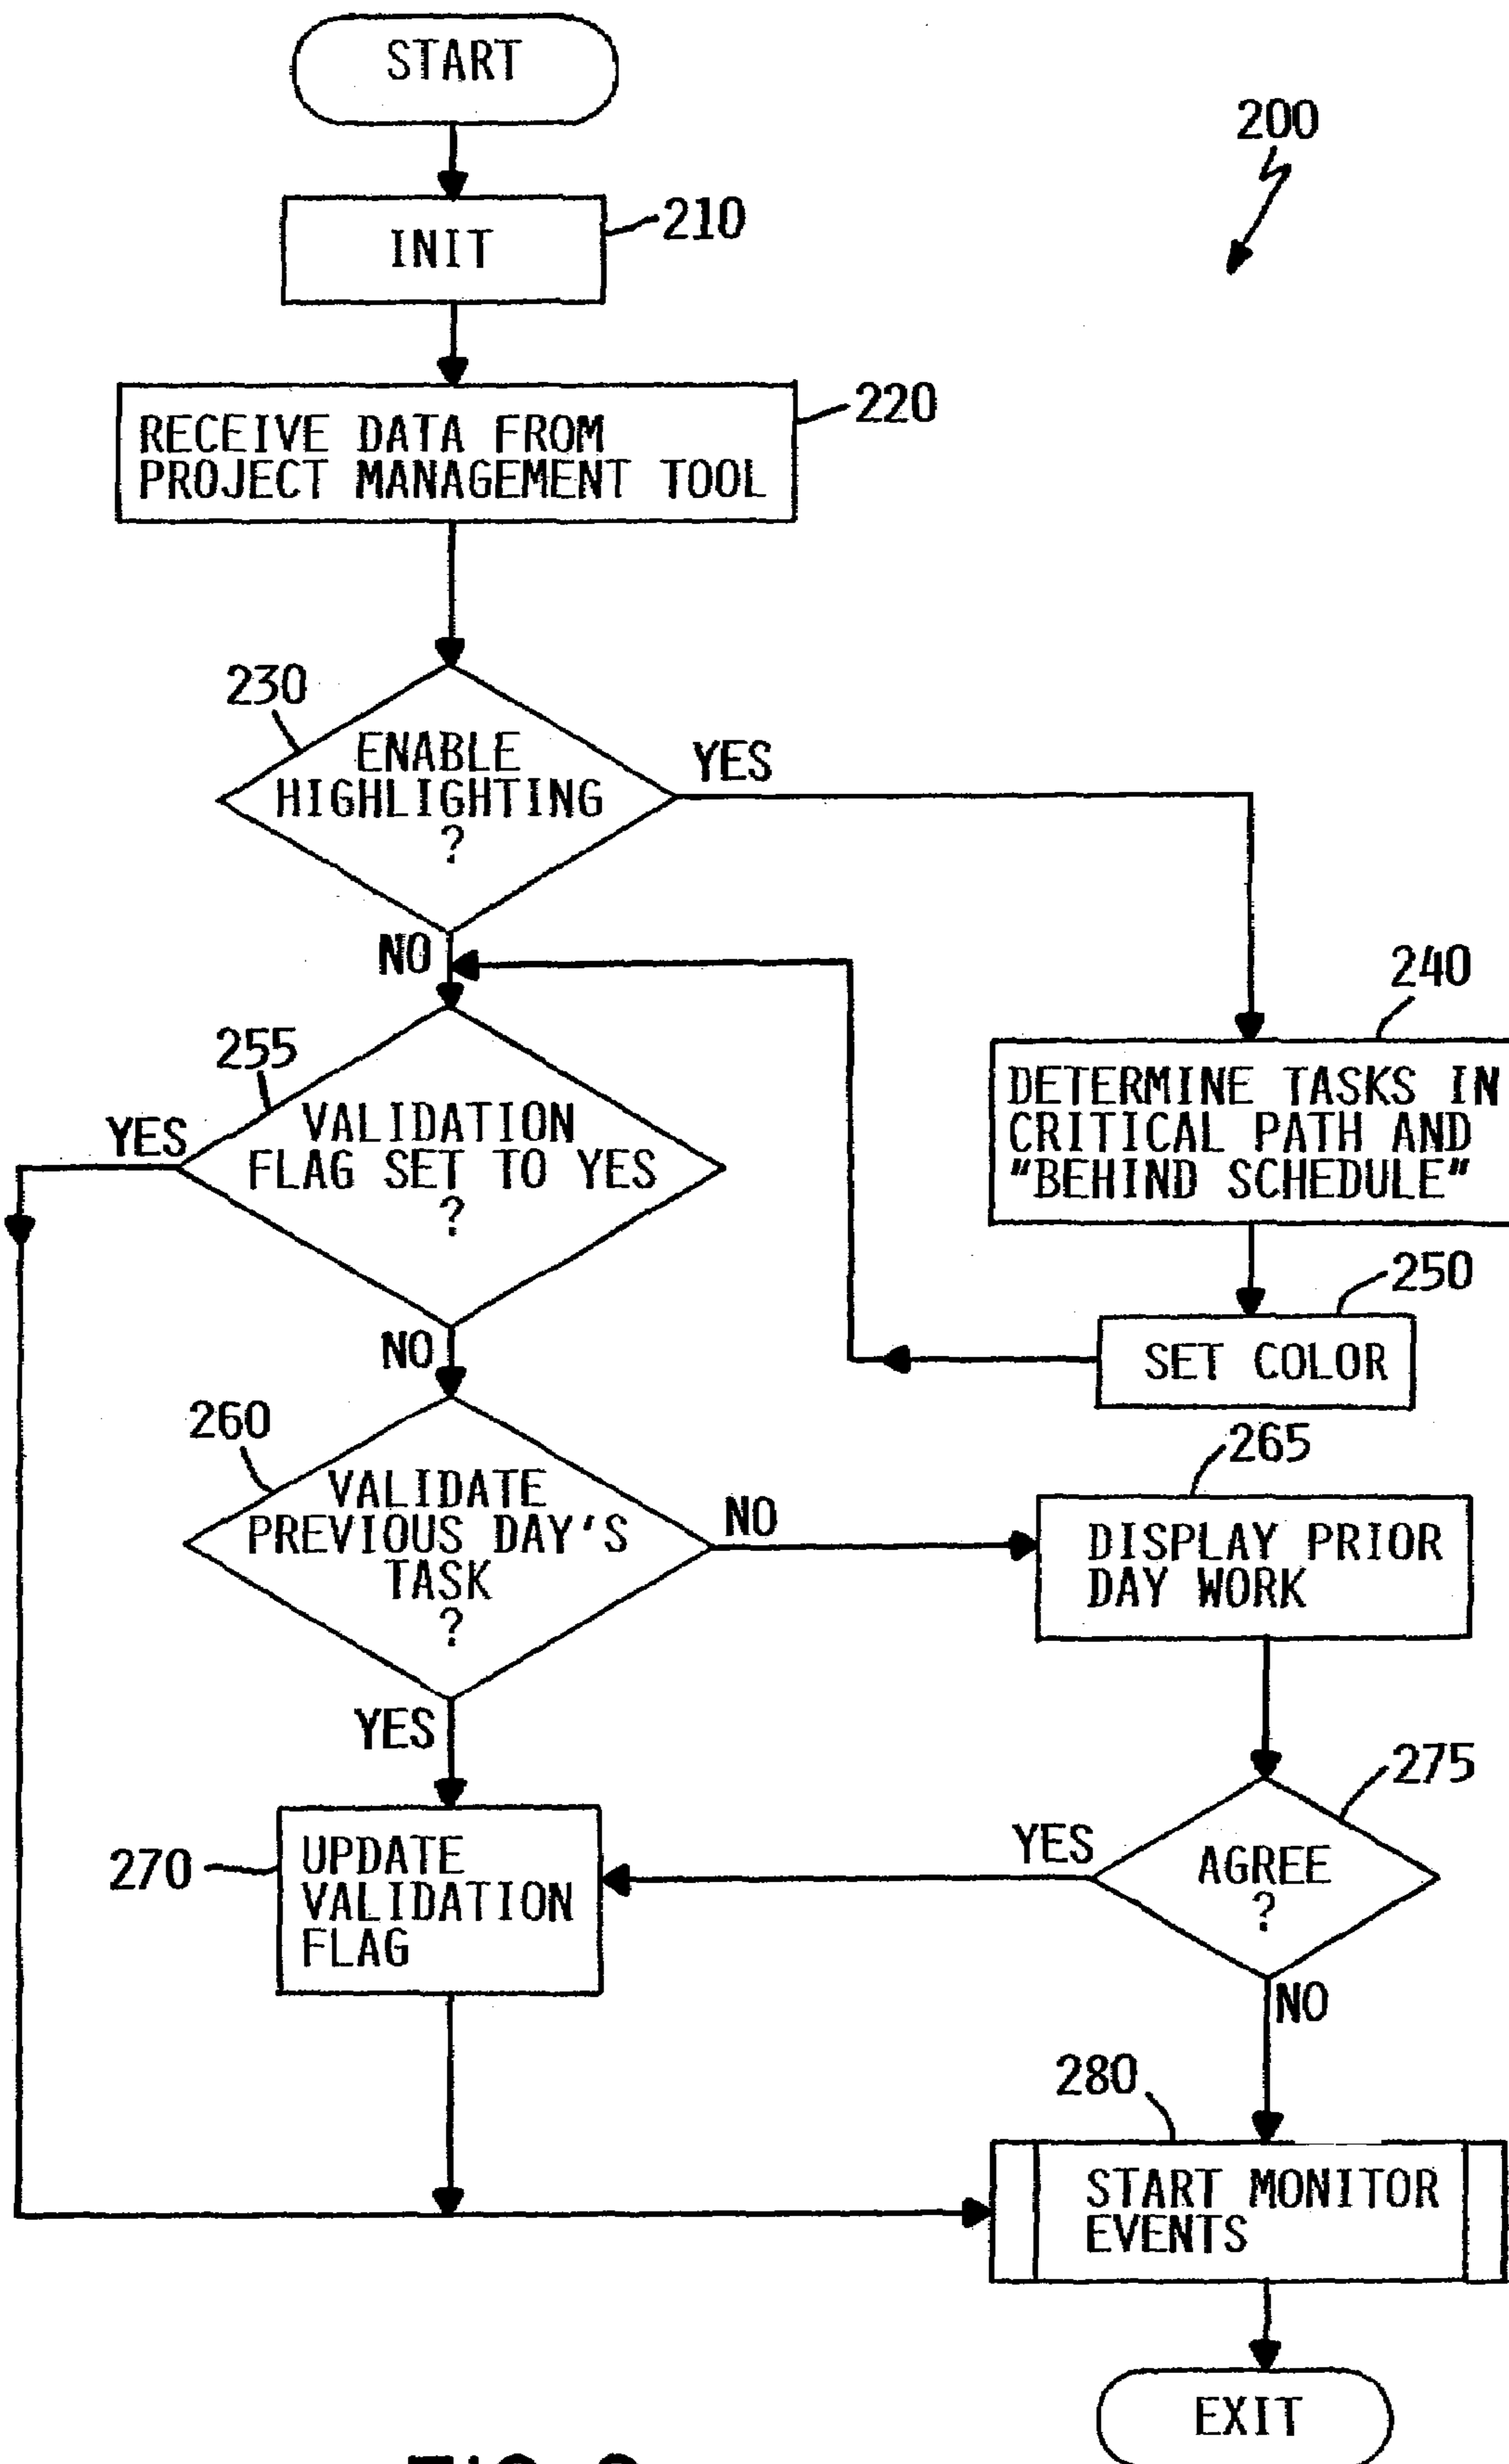 START
200
INIT
210
RECEIVE DATA FROM
PROJECT MANAGEMENT TOOL
220
230
ENABLE
HIGHLIGHTING
?
YES
NO
240
DETERMINE TASKS IN
CRITICAL PATH AND
"BEHIND SCHEDULE"
255
YES
VALIDATION
FLAG SET TO YES
?
NO
250
SET COLOR
260
VALIDATE
PREVIOUS DAY'S
TASK
?
NO
YES
265
DISPLAY PRIOR
DAY WORK
270
UPDATE
VALIDATION
FLAG
275
YES
AGREE
?
NO
280
START MONITOR
EVENTS
EXIT